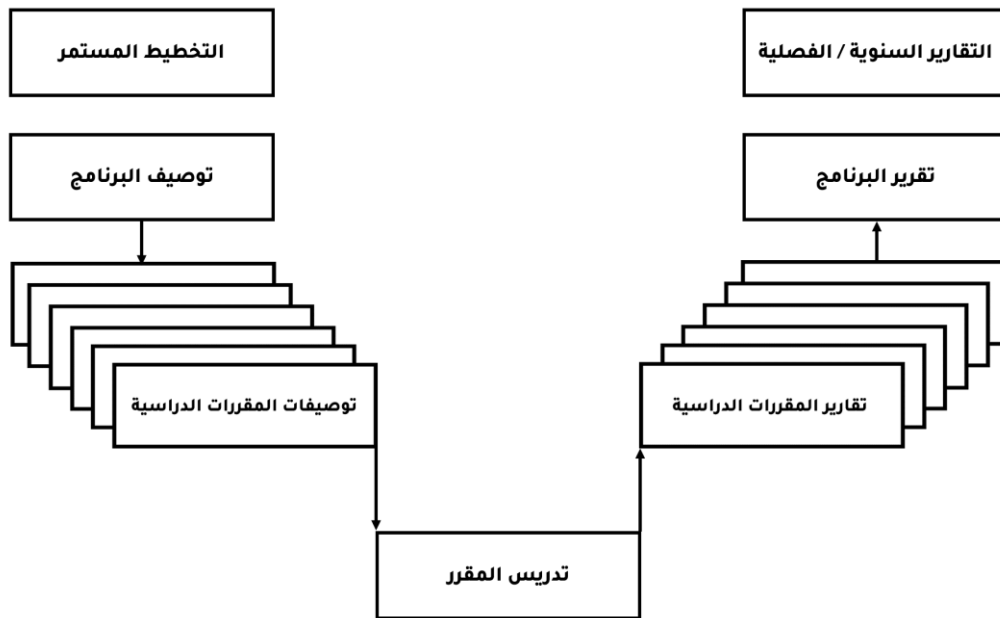 التخطيط المستمر
التقارير السنوية / الفصلية
توصيف البرنامج
تقرير البرنامج
توصيفات المقررات الدراسية
تقارير المقررات الدراسية
تدريس المقرر